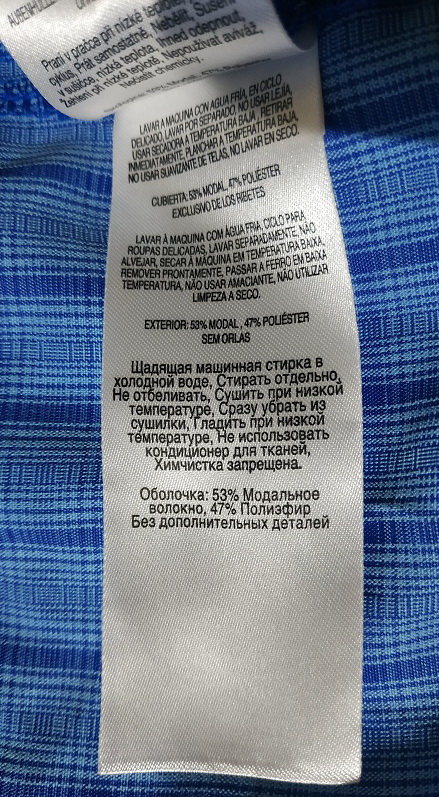 AUßENHÜLLE
Praní v pračce při nízké teplotě
cyklus, Prát samostatně, Nebělit, Sušení
v sušičce, nízká teplota, Ihned odejmout,
Žehlení při nízké teplotě, Nepoužívat aviváž,
Nečistit chemicky.
LAVAR A MAQUINA CON AGUA FRÍA, EN CICLO
DELICADO, LAVAR POR SEPARADO, NO USAR LEJIA,
USAR SECADORA A TEMPERATURA BAJA, RETIRAR
INMEDIATAMENTE, PLANCHAR A TEMPERATURA BAJA,
NO USAR SUAVIZANTE DE TELAS, NO LAVAR EN SECO.
CUBIERTA: 53% MODAL, 47% POLIÉSTER
EXCLUSIVO DE LOS RIBETES
LAVAR À MAQUINA COM ÁGUA FRIA, CICLO PARA
ROUPAS DELICADAS, LAVAR SEPARADAMENTE, NÃO
ALVEJAR, SECAR À MÁQUINA EM TEMPERATURA BAIXA,
REMOVER PRONTAMENTE, PASSAR A FERRO EM BAIXA
TEMPERATURA, NÃO USAR AMACIANTE, NÃO UTILIZAR
LIMPEZA A SECO.
EXTERIOR: 53% MODAL , 47% POLIÉSTER
SEM ORLAS
Щадящая машинная стирка в
холодной воде, Стирать отдельно,
Не отбеливать, Сушить при низкой
температуре, Сразу убрать из
сушилки, Гладить при низкой
температуре, Не использовать
кондиционер для тканей,
Химчистка запрещена.
Оболочка: 53% Модальное
волокно, 47% Полиэфир
Без дополнительных деталей